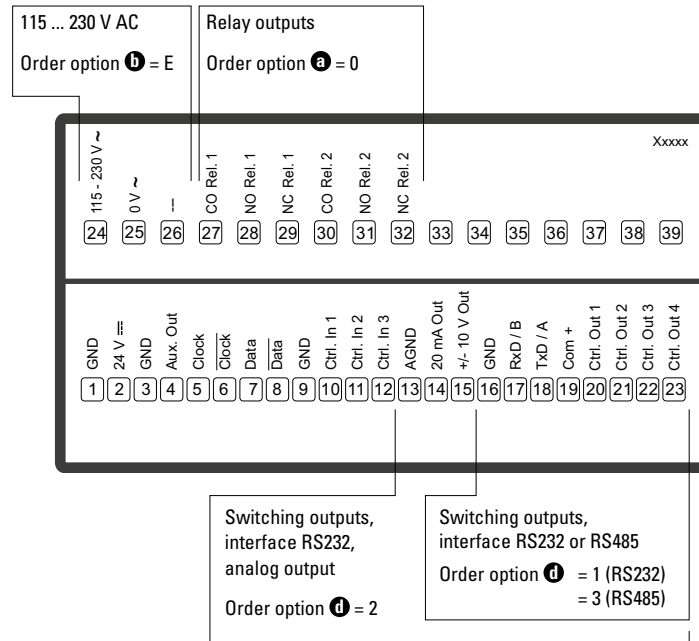 115 ... 230 V AC
Order option b = E
Relay outputs
Order option a = 0
Xxxxx
115 - 230 V ~
0 V ~
---
CO Rel. 1
NO Rel. 1
NC Rel. 1
CO Rel. 2
NO Rel. 2
NC Rel. 2
24 25 26 27 28 29 30 31 32 33 34 35 36 37 38 39
GND
24 V ⎓
GND
Aux. Out
Clock
Clock
Data
Data
GND
Ctrl. In 1
Ctrl. In 2
Ctrl. In 3
AGND
20 mA Out
+/- 10 V Out
GND
RxD / B
TxD / A
Com +
Ctrl. Out 1
Ctrl. Out 2
Ctrl. Out 3
Ctrl. Out 4
1 2 3 4 5 6 7 8 9 10 11 12 13 14 15 16 17 18 19 20 21 22 23
Switching outputs,
interface RS232,
analog output
Order option d = 2
Switching outputs,
interface RS232 or RS485
Order option d = 1 (RS232)
= 3 (RS485)